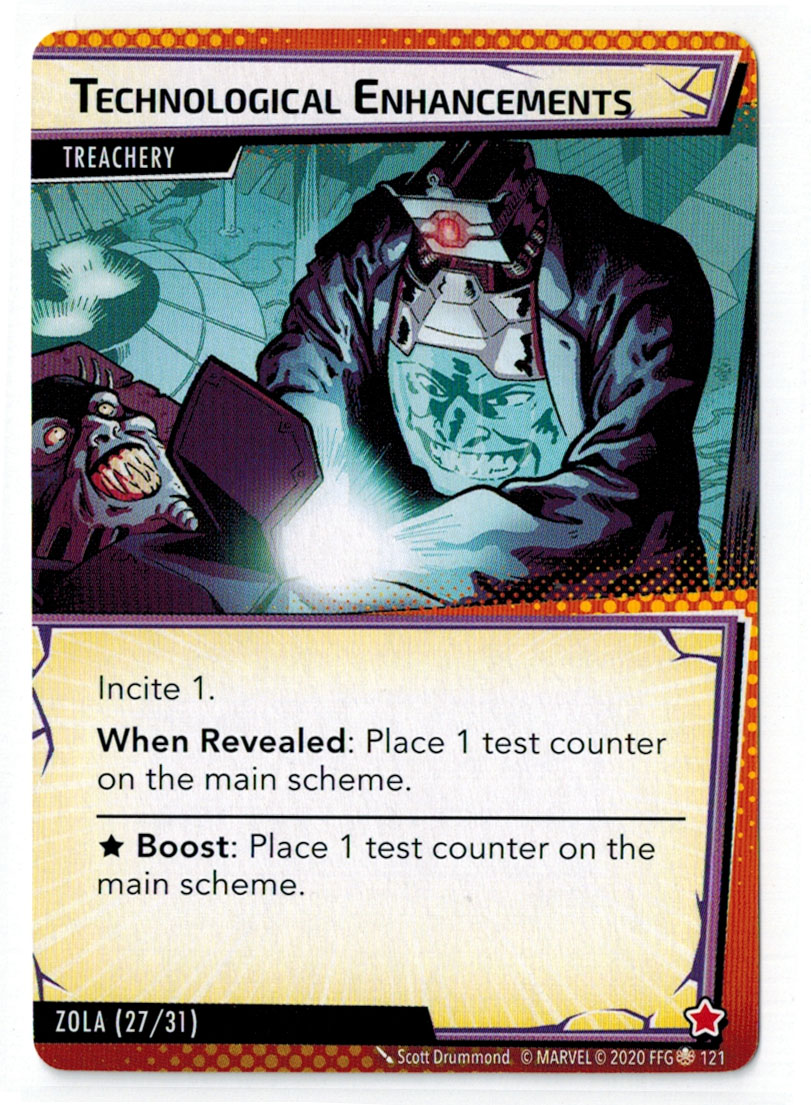 TECHNOLOGICAL ENHANCEMENTS
TREACHERY
Incite 1.
When Revealed: Place 1 test counter
on the main scheme.
★ Boost: Place 1 test counter on the
main scheme.
ZOLA (27/31)
Scott Drummond © MARVEL © 2020 FFG 121